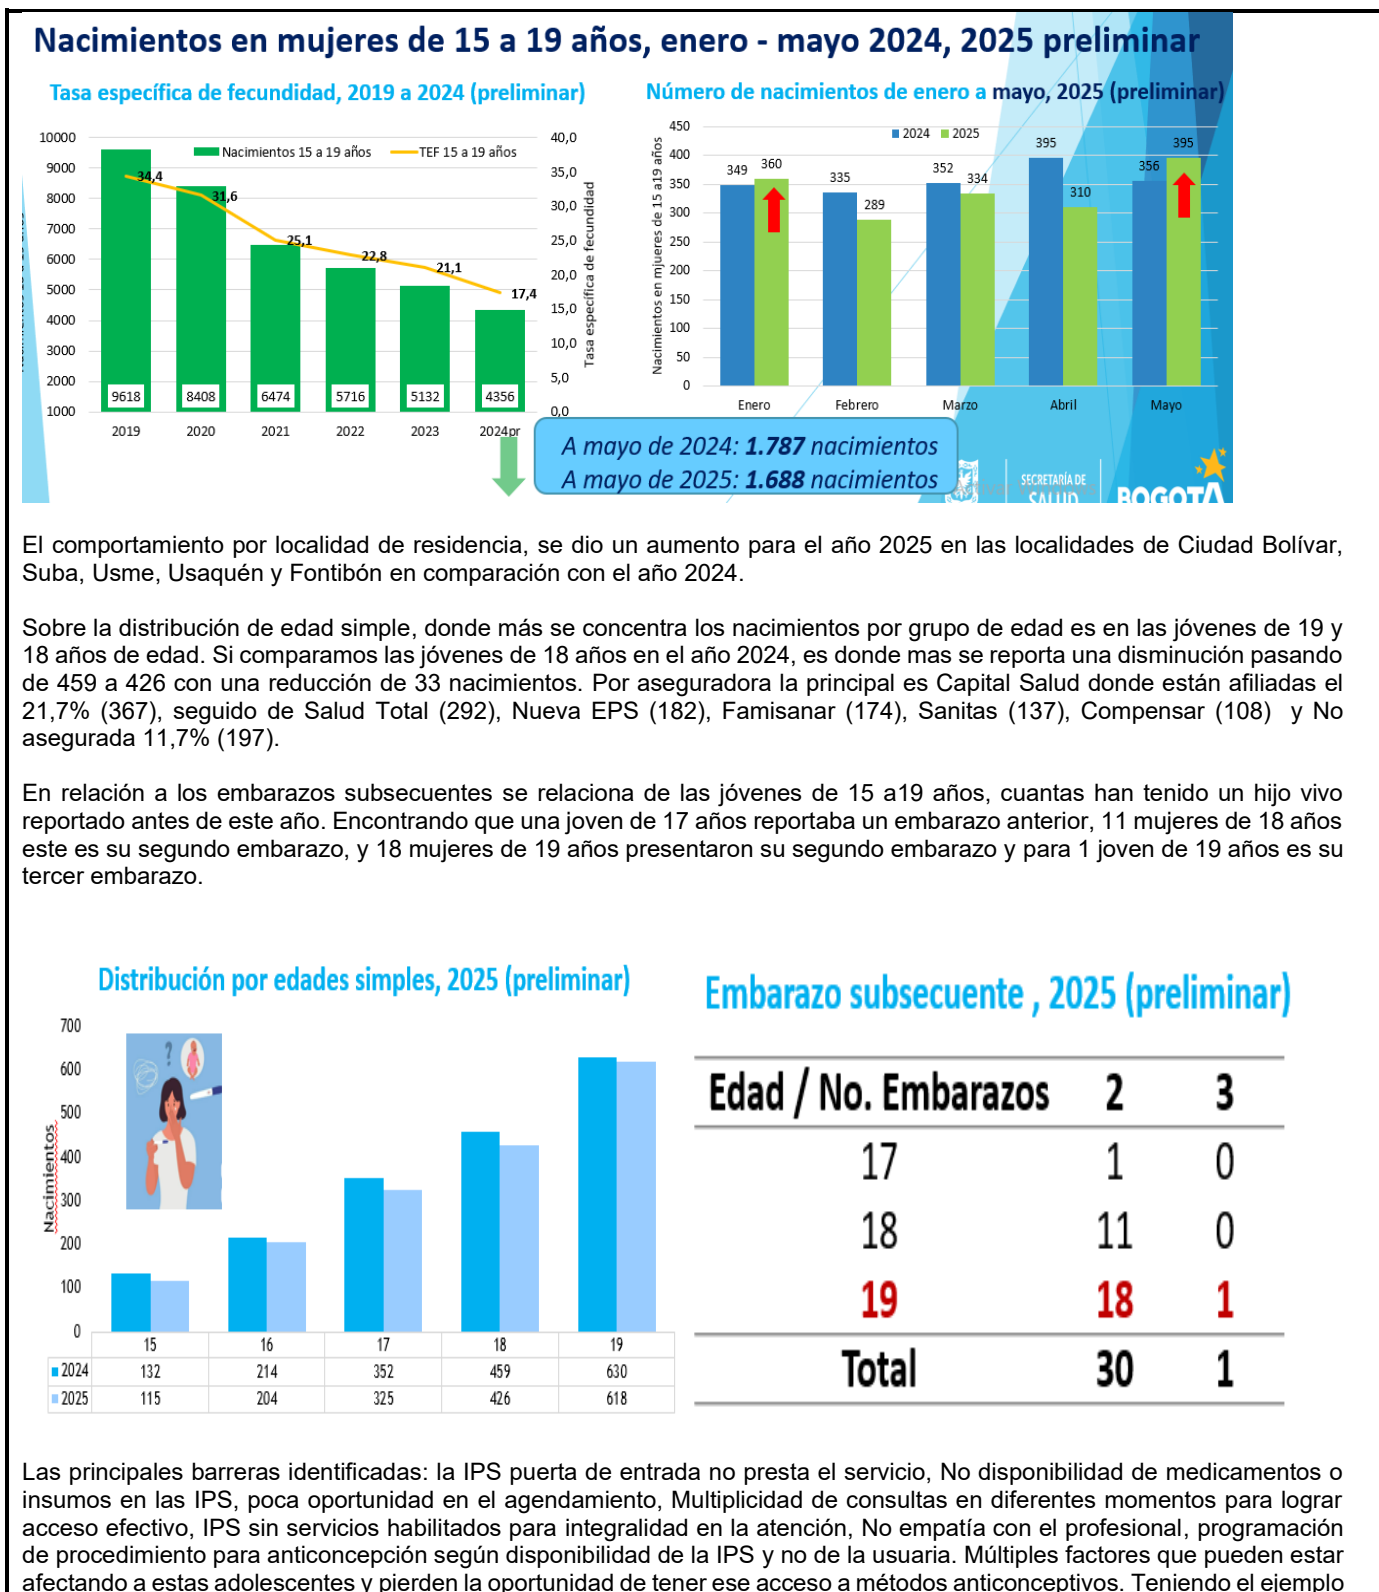 Nacimientos en mujeres de 15 a 19 años, enero - mayo 2024, 2025 preliminar
Tasa específica de fecundidad, 2019 a 2024 (preliminar)
10000
9000
8000
7000
6000
5000
4000
3000
2000
1000
Nacimientos 15 a 19 años
TEF 15 a 19 años
40,0
35,0
30,0
25,0
20,0
15,0
10,0
5,0
0,0
Tasa específica de fecundidad
34,4
31,6
25,1
22,8
21,1
17,4
9618 8408 6474 5716 5132 4356
2019 2020 2021 2022 2023 2024pr
Número de nacimientos de enero a mayo, 2025 (preliminar)
Nacimientos en mjueres de 15 a19 años
450
400
350
300
250
200
150
100
50
0
2024 2025
349 360 335 289 352 334 395 310 356 395
Enero Febrero Marzo Abril Mayo
A mayo de 2024: 1.787 nacimientos
A mayo de 2025: 1.688 nacimientos
SECRETARÍA DE
SALUD
BOGOTÁ
El comportamiento por localidad de residencia, se dio un aumento para el año 2025 en las localidades de Ciudad Bolívar,
Suba, Usme, Usaquén y Fontibón en comparación con el año 2024.
Sobre la distribución de edad simple, donde más se concentra los nacimientos por grupo de edad es en las jóvenes de 19 y
18 años de edad. Si comparamos las jóvenes de 18 años en el año 2024, es donde mas se reporta una disminución pasando
de 459 a 426 con una reducción de 33 nacimientos. Por aseguradora la principal es Capital Salud donde están afiliadas el
21,7% (367), seguido de Salud Total (292), Nueva EPS (182), Famisanar (174), Sanitas (137), Compensar (108) y No
asegurada 11,7% (197).
En relación a los embarazos subsecuentes se relaciona de las jóvenes de 15 a19 años, cuantas han tenido un hijo vivo
reportado antes de este año. Encontrando que una joven de 17 años reportaba un embarazo anterior, 11 mujeres de 18 años
este es su segundo embarazo, y 18 mujeres de 19 años presentaron su segundo embarazo y para 1 joven de 19 años es su
tercer embarazo.
Distribución por edades simples, 2025 (preliminar)
Nacimientos
700
600
500
400
300
200
100
0
?
15 16 17 18 19
2024 132 214 352 459 630
2025 115 204 325 426 618
Embarazo subsecuente , 2025 (preliminar)
Edad / No. Embarazos 2 3
17 1 0
18 11 0
19 18 1
Total 30 1
Las principales barreras identificadas: la IPS puerta de entrada no presta el servicio, No disponibilidad de medicamentos o
insumos en las IPS, poca oportunidad en el agendamiento, Multiplicidad de consultas en diferentes momentos para lograr
acceso efectivo, IPS sin servicios habilitados para integralidad en la atención, No empatía con el profesional, programación
de procedimiento para anticoncepción según disponibilidad de la IPS y no de la usuaria. Múltiples factores que pueden estar
afectando a estas adolescentes y pierden la oportunidad de tener ese acceso a métodos anticonceptivos. Teniendo el ejemplo